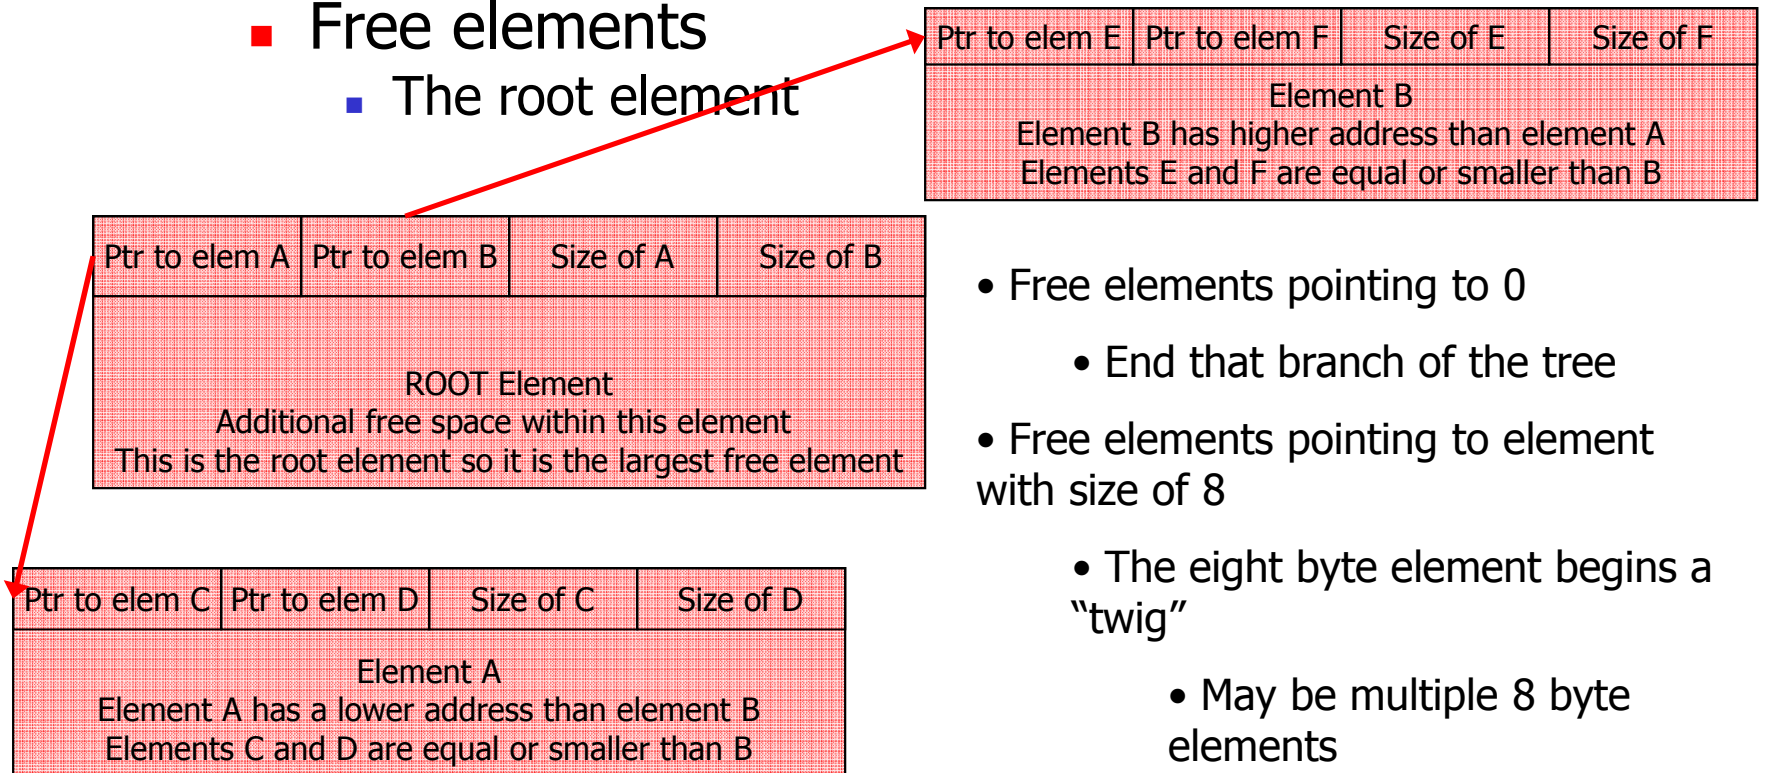 Free elements
The root element
Ptr to elem E Ptr to elem F Size of E Size of F
Element B
Element B has higher address than element A
Elements E and F are equal or smaller than B
Ptr to elem A Ptr to elem B Size of A Size of B
ROOT Element
Additional free space within this element
This is the root element so it is the largest free element
Ptr to elem C Ptr to elem D Size of C Size of D
Element A
Element A has a lower address than element B
Elements C and D are equal or smaller than B
• Free elements pointing to 0
• End that branch of the tree
• Free elements pointing to element
with size of 8
• The eight byte element begins a
“twig”
• May be multiple 8 byte
elements